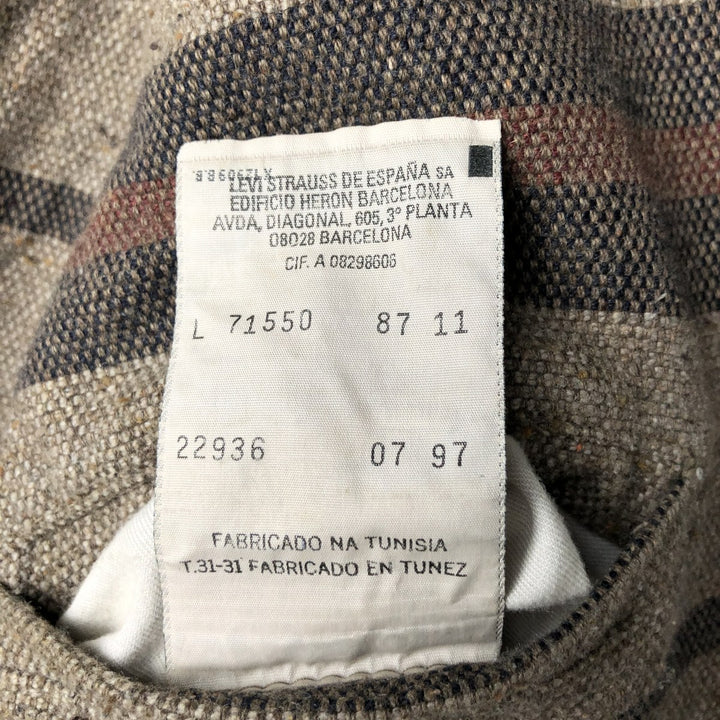 LEVI STRAUSS DE ESPAÑA SA
EDIFICIO HERON BARCELONA
AVDA, DIAGONAL, 605, 3º PLANTA
08028 BARCELONA
CIF. A 08298606
L 71550 87 11
22936 07 97
FABRICADO NA TUNISIA
T.31-31 FABRICADO EN TUNEZ